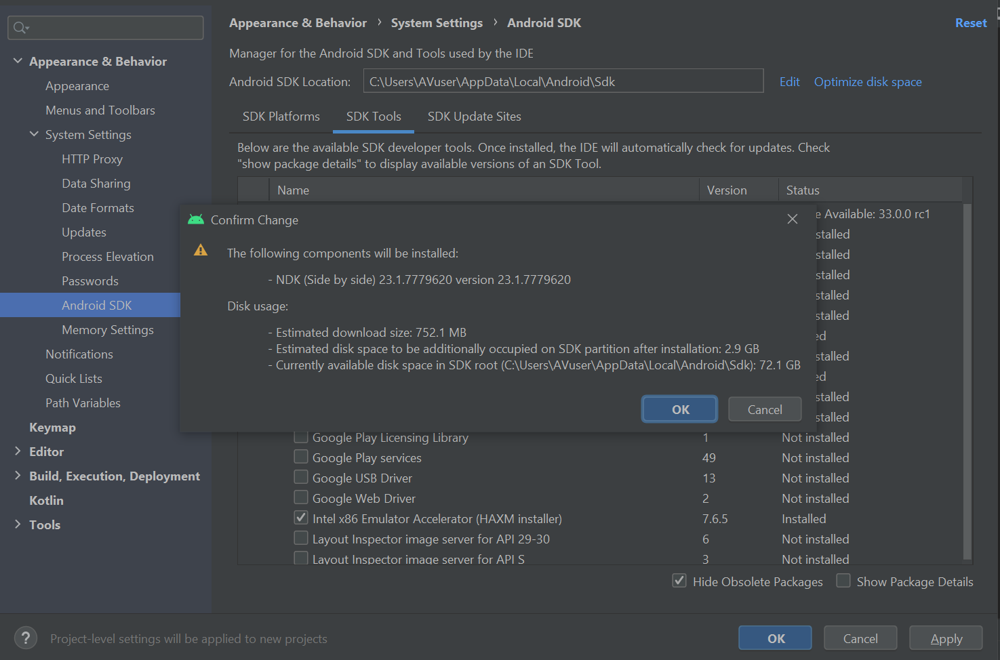 Appearance & Behavior › System Settings › Android SDK
Reset
Manager for the Android SDK and Tools used by the IDE
Android SDK Location: C:\Users\AVuser\AppData\Local\Android\Sdk Edit Optimize disk space
SDK Platforms SDK Tools SDK Update Sites
Below are the available SDK developer tools. Once installed, the IDE will automatically check for updates. Check
"show package details" to display available versions of an SDK Tool.
Name Version Status
Appearance & Behavior
Appearance
Menus and Toolbars
System Settings
HTTP Proxy
Data Sharing
Date Formats
Updates
Process Elevation
Passwords
Android SDK
Memory Settings
Notifications
Quick Lists
Path Variables
Keymap
Editor
Build, Execution, Deployment
Kotlin
Tools
Confirm Change
The following components will be installed:
- NDK (Side by side) 23.1.7779620 version 23.1.7779620
Disk usage:
- Estimated download size: 752.1 MB
- Estimated disk space to be additionally occupied on SDK partition after installation: 2.9 GB
- Currently available disk space in SDK root (C:\Users\AVuser\AppData\Local\Android\Sdk): 72.1 GB
OK Cancel
e Available: 33.0.0 rc1
stalled
stalled
stalled
stalled
stalled
ed
stalled
ed
stalled
stalled
Google Play Licensing Library 1 Not installed
Google Play services 49 Not installed
Google USB Driver 13 Not installed
Google Web Driver 2 Not installed
Intel x86 Emulator Accelerator (HAXM installer) 7.6.5 Installed
Layout Inspector image server for API 29-30 6 Not installed
Layout Inspector image server for API S 3 Not installed
Hide Obsolete Packages Show Package Details
? Project-level settings will be applied to new projects
OK Cancel Apply